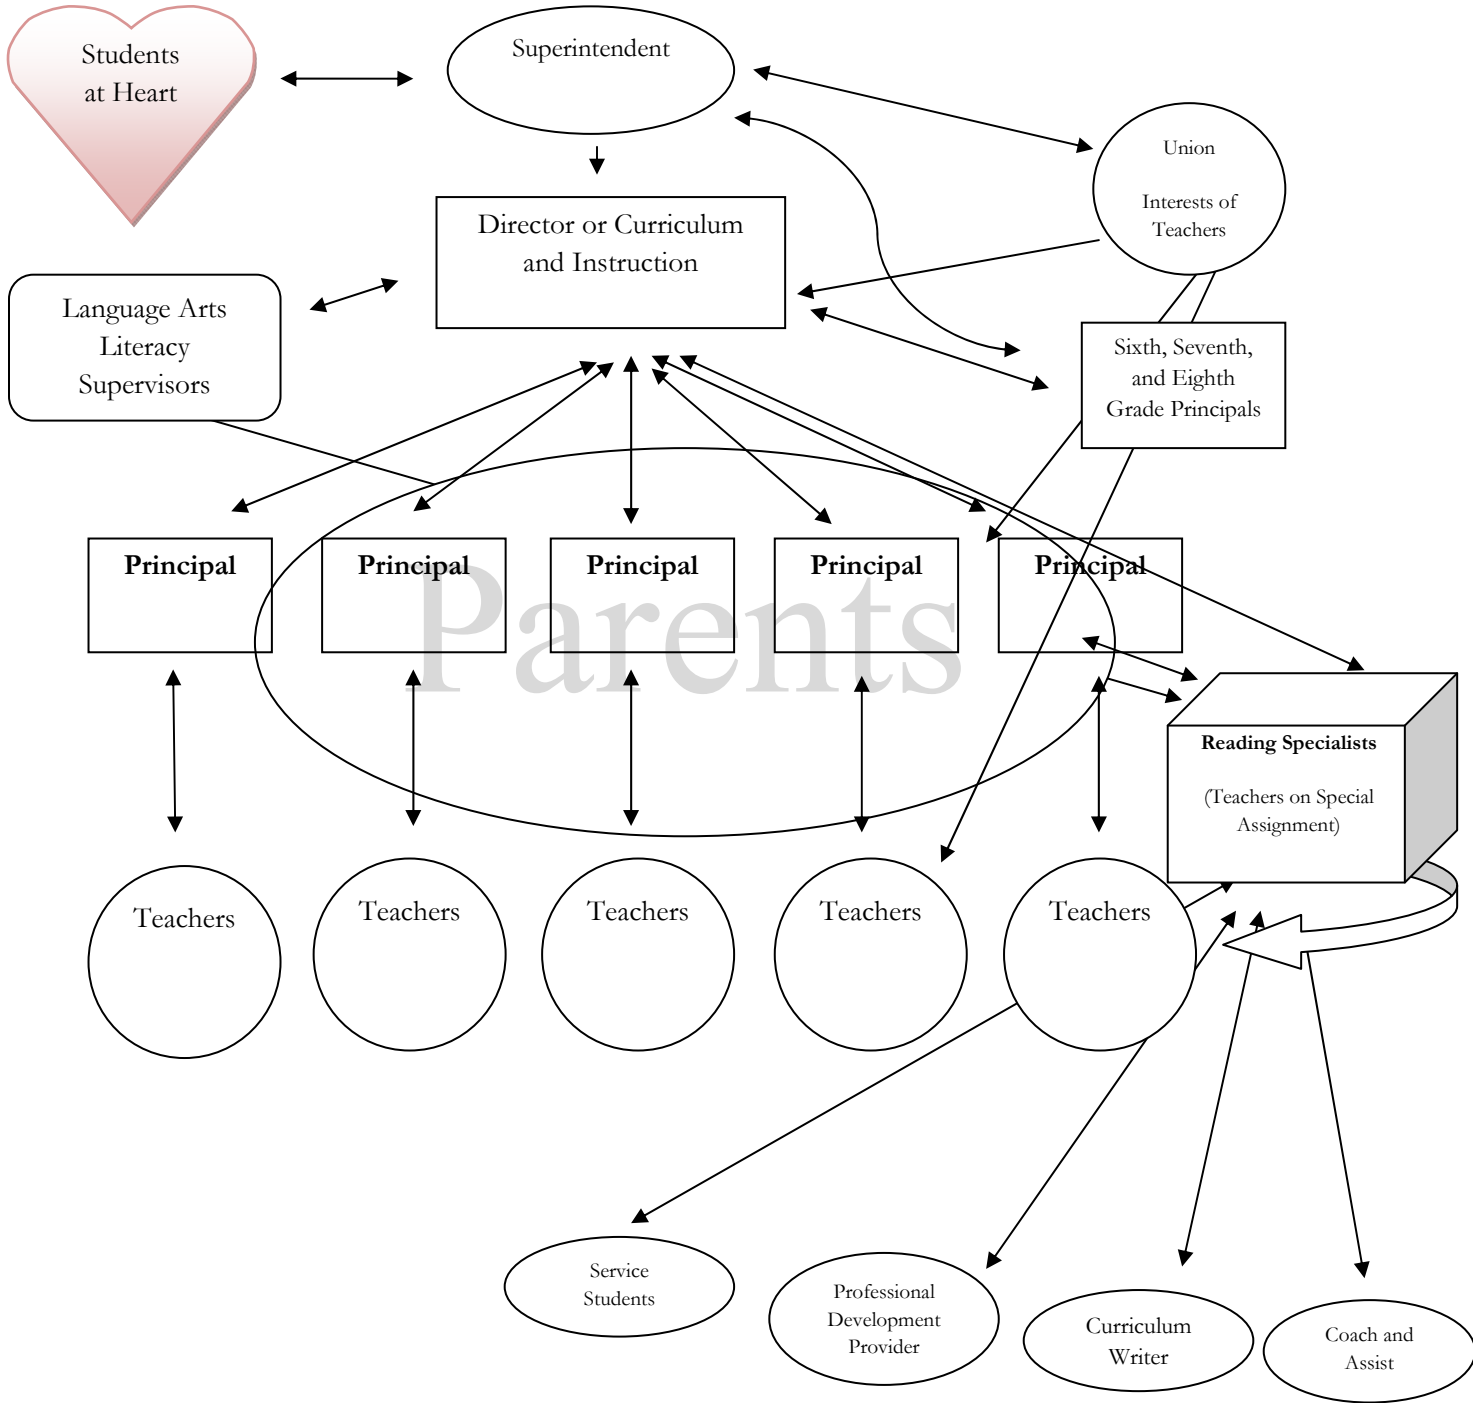 Students
at Heart
Superintendent
Union
Interests of
Teachers
Director or Curriculum
and Instruction
Language Arts
Literacy
Supervisors
Sixth, Seventh,
and Eighth
Grade Principals
Principal
Principal
Principal
Principal
Principal
Parents
Reading Specialists
(Teachers on Special
Assignment)
Teachers
Teachers
Teachers
Teachers
Teachers
Service
Students
Professional
Development
Provider
Curriculum
Writer
Coach and
Assist